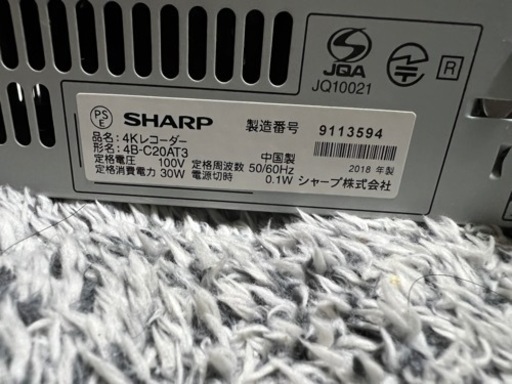 JQA
JQ10021
R
PSE SHARP 製造番号 9113594
品名: 4Kレコーダー
形名: 4B-C20AT3 中国製 2018 年製
定格電圧 100V 定格周波数 50/60Hz
定格消費電力 30W 電源切時 0.1W シャープ株式会社